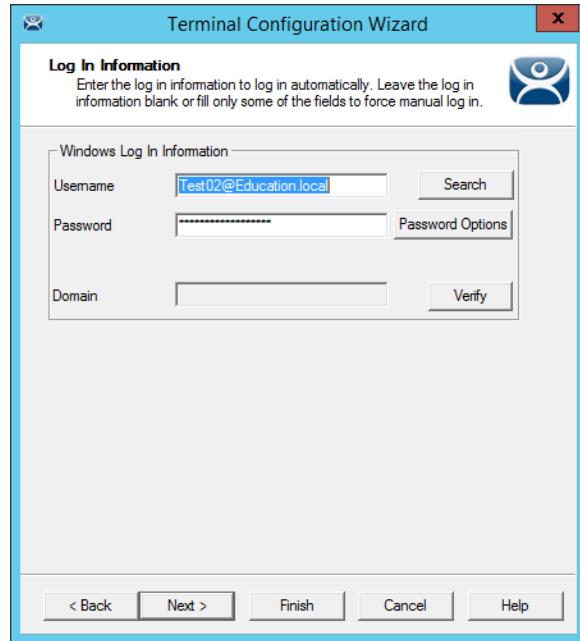 Terminal Configuration Wizard
x
Log In Information
Enter the log in information to log in automatically. Leave the log in
information blank or fill only some of the fields to force manual log in.
Windows Log In Information
Username
Test02@Education.local
Search
Password
******************
Password Options
Domain
Verify
< Back
Next >
Finish
Cancel
Help